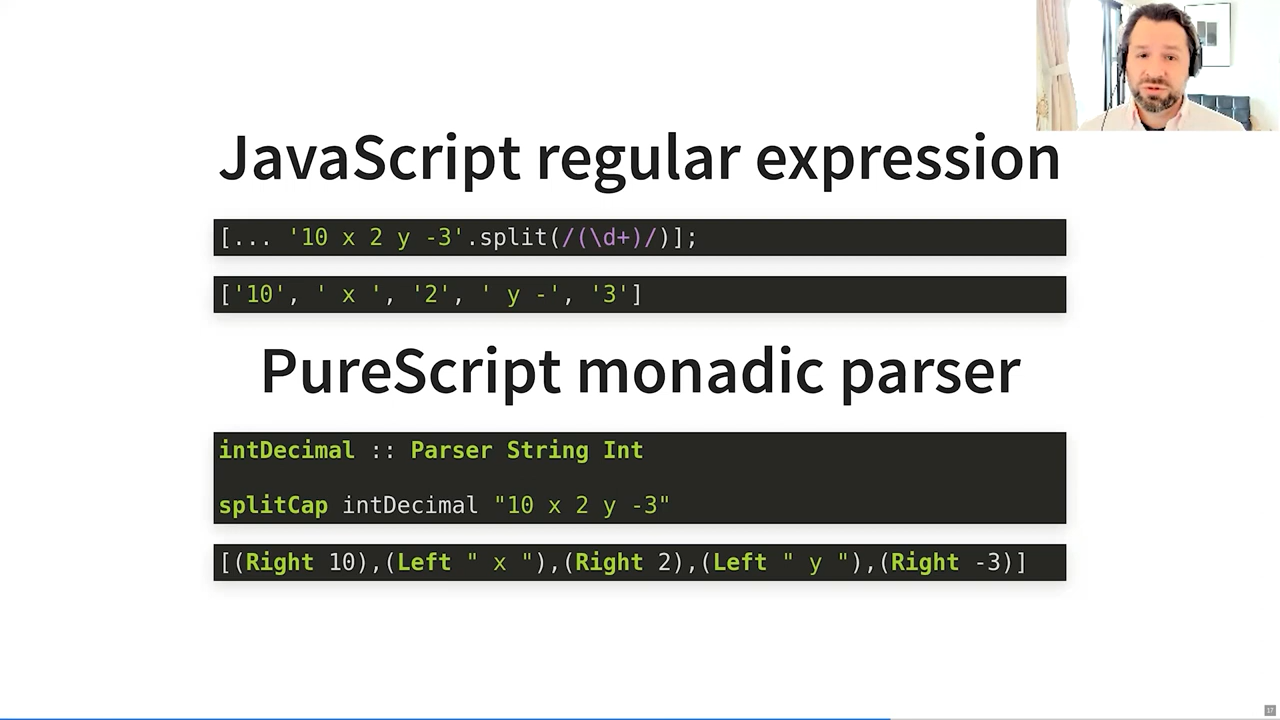 JavaScript regular expression
[... '10 x 2 y -3'.split(/(\d+)/)];
['10', ' x ', '2', ' y -', '3']
PureScript monadic parser
intDecimal :: Parser String Int
splitCap intDecimal "10 x 2 y -3"
[(Right 10),(Left " x "),(Right 2),(Left " y "),(Right -3)]
17